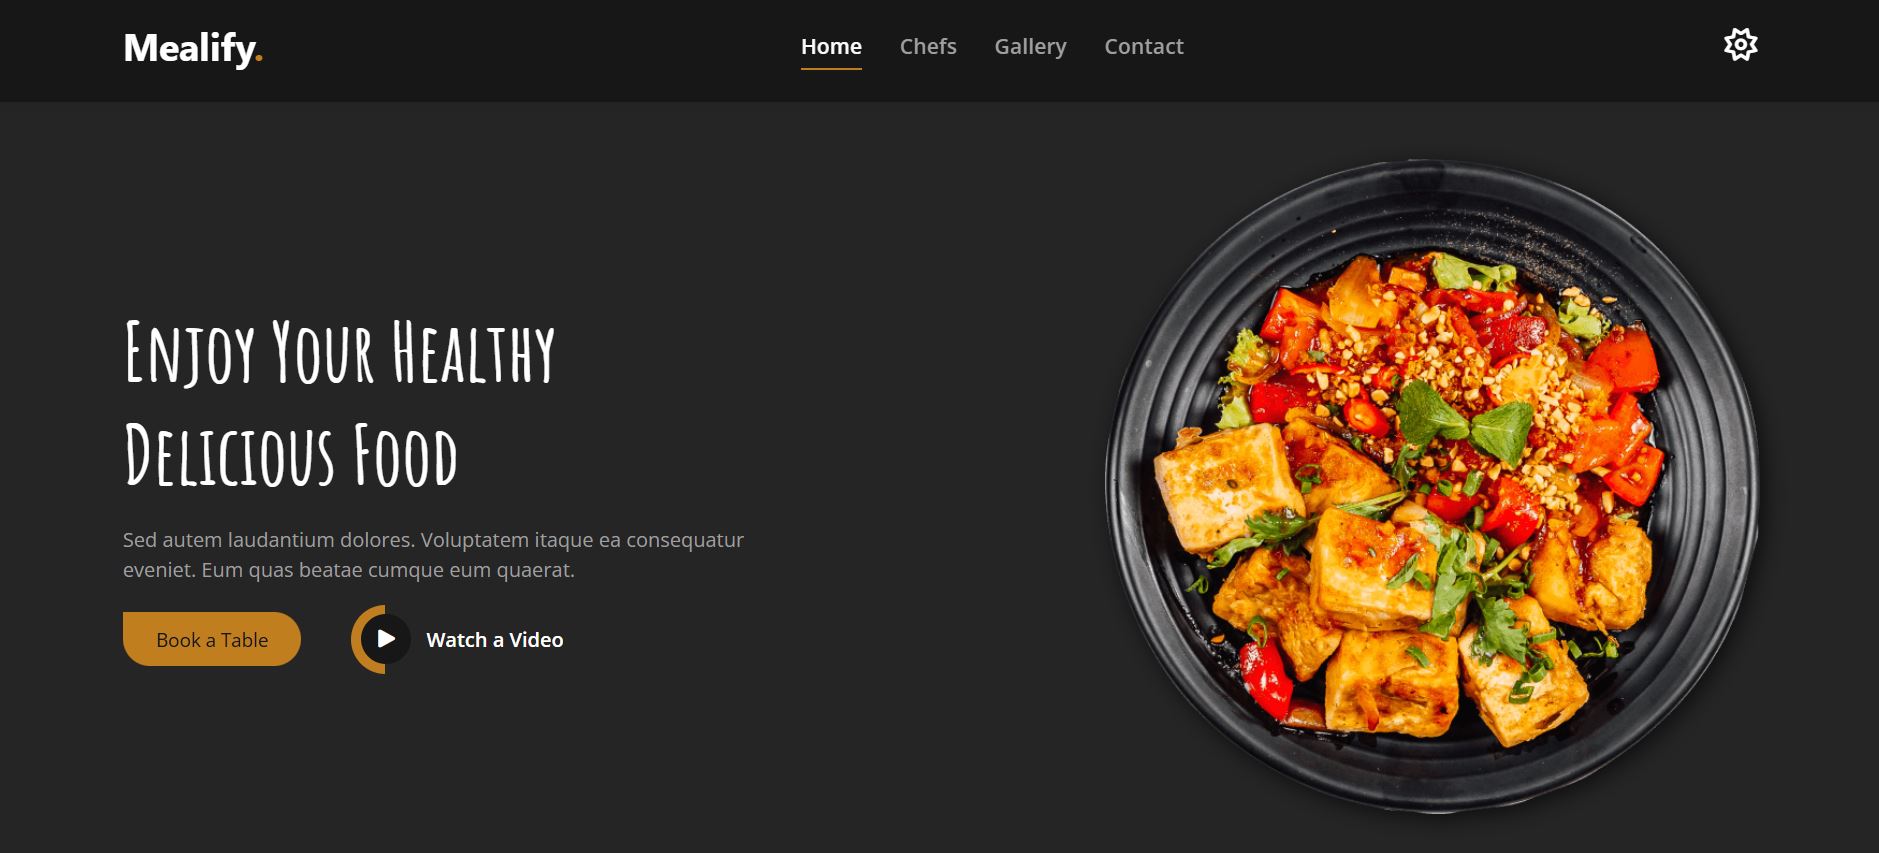 Mealify.
Home Chefs Gallery Contact
Enjoy Your Healthy
Delicious Food
Sed autem laudantium dolores. Voluptatem itaque ea consequatur
eveniet. Eum quas beatae cumque eum quaerat.
Book a Table
Watch a Video